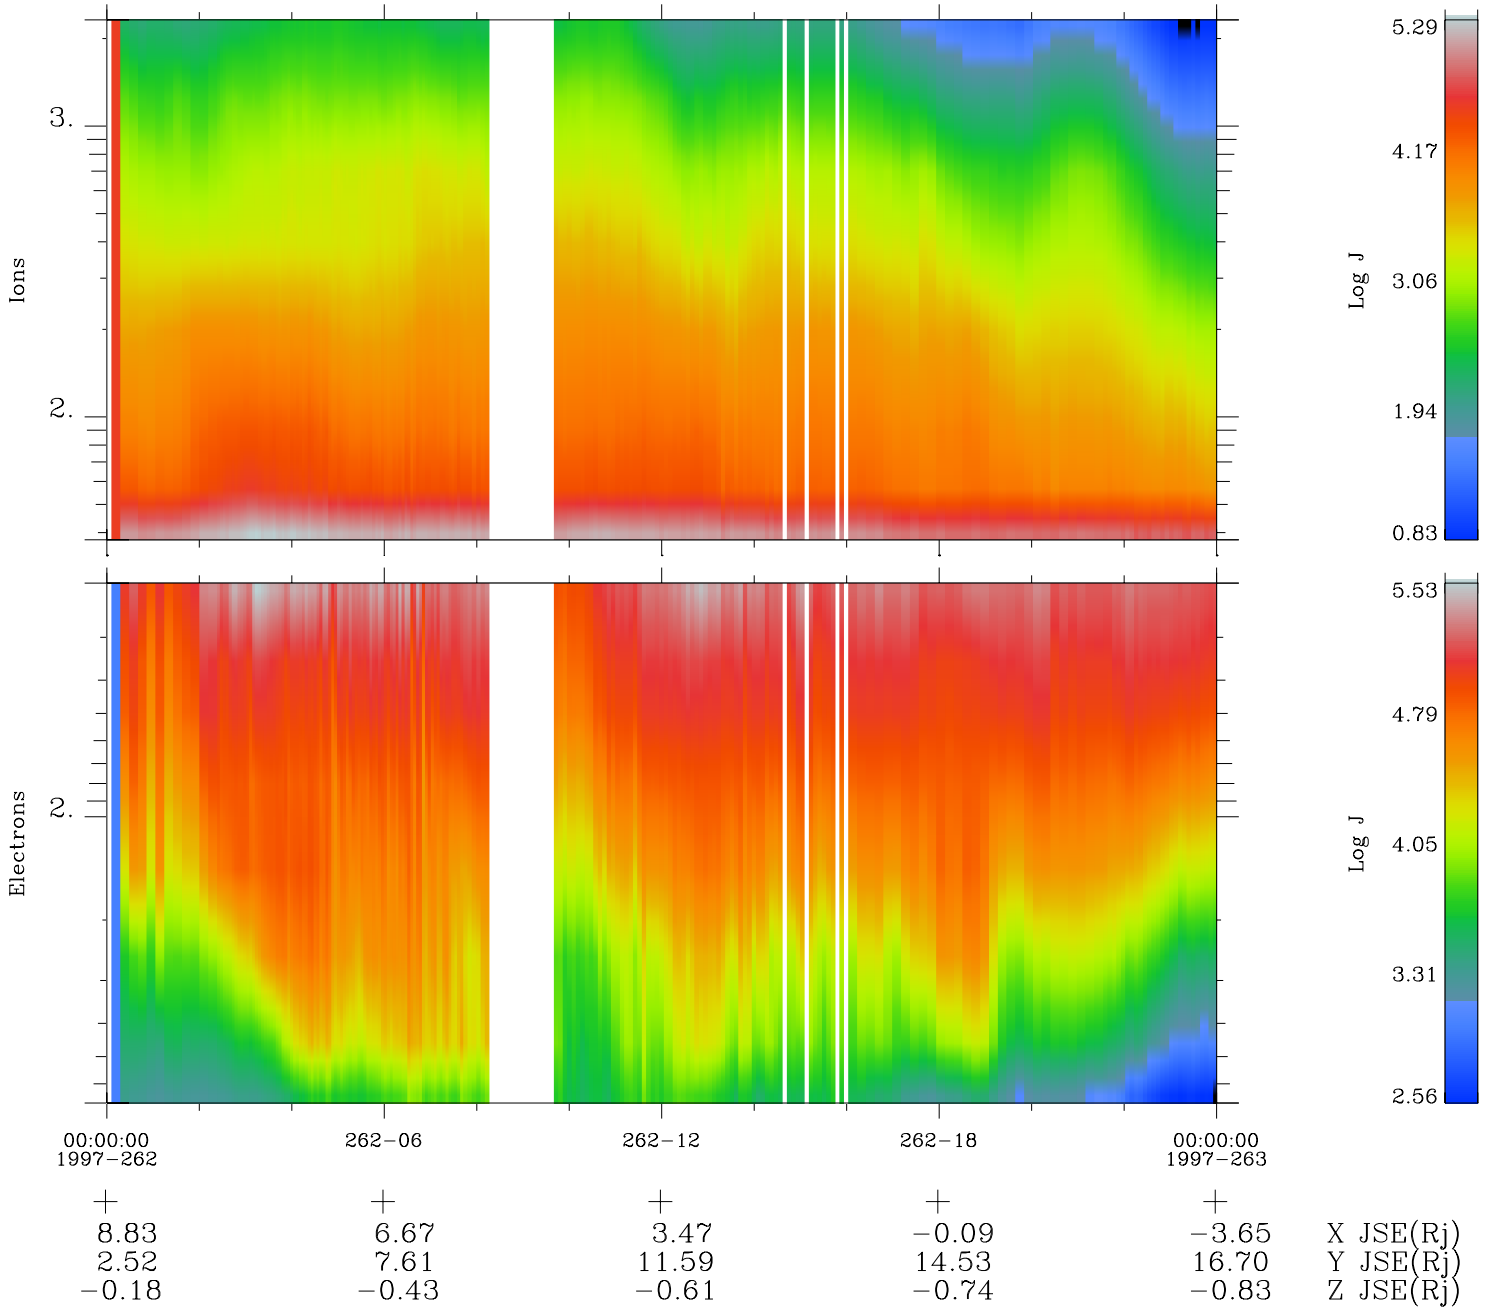 5.29
3.
4.17
Ions
3.06
Log J
2.
1.94
0.83
5.53
4.79
2.
Electrons
4.05
Log J
3.31
2.56
00:00:00 262-06 262-12 262-18 00:00:00
1997-262 1997-263
8.83 6.67 3.47 -0.09 -3.65 X JSE(Rj)
2.52 7.61 11.59 14.53 16.70 Y JSE(Rj)
-0.18 -0.43 -0.61 -0.74 -0.83 Z JSE(Rj)